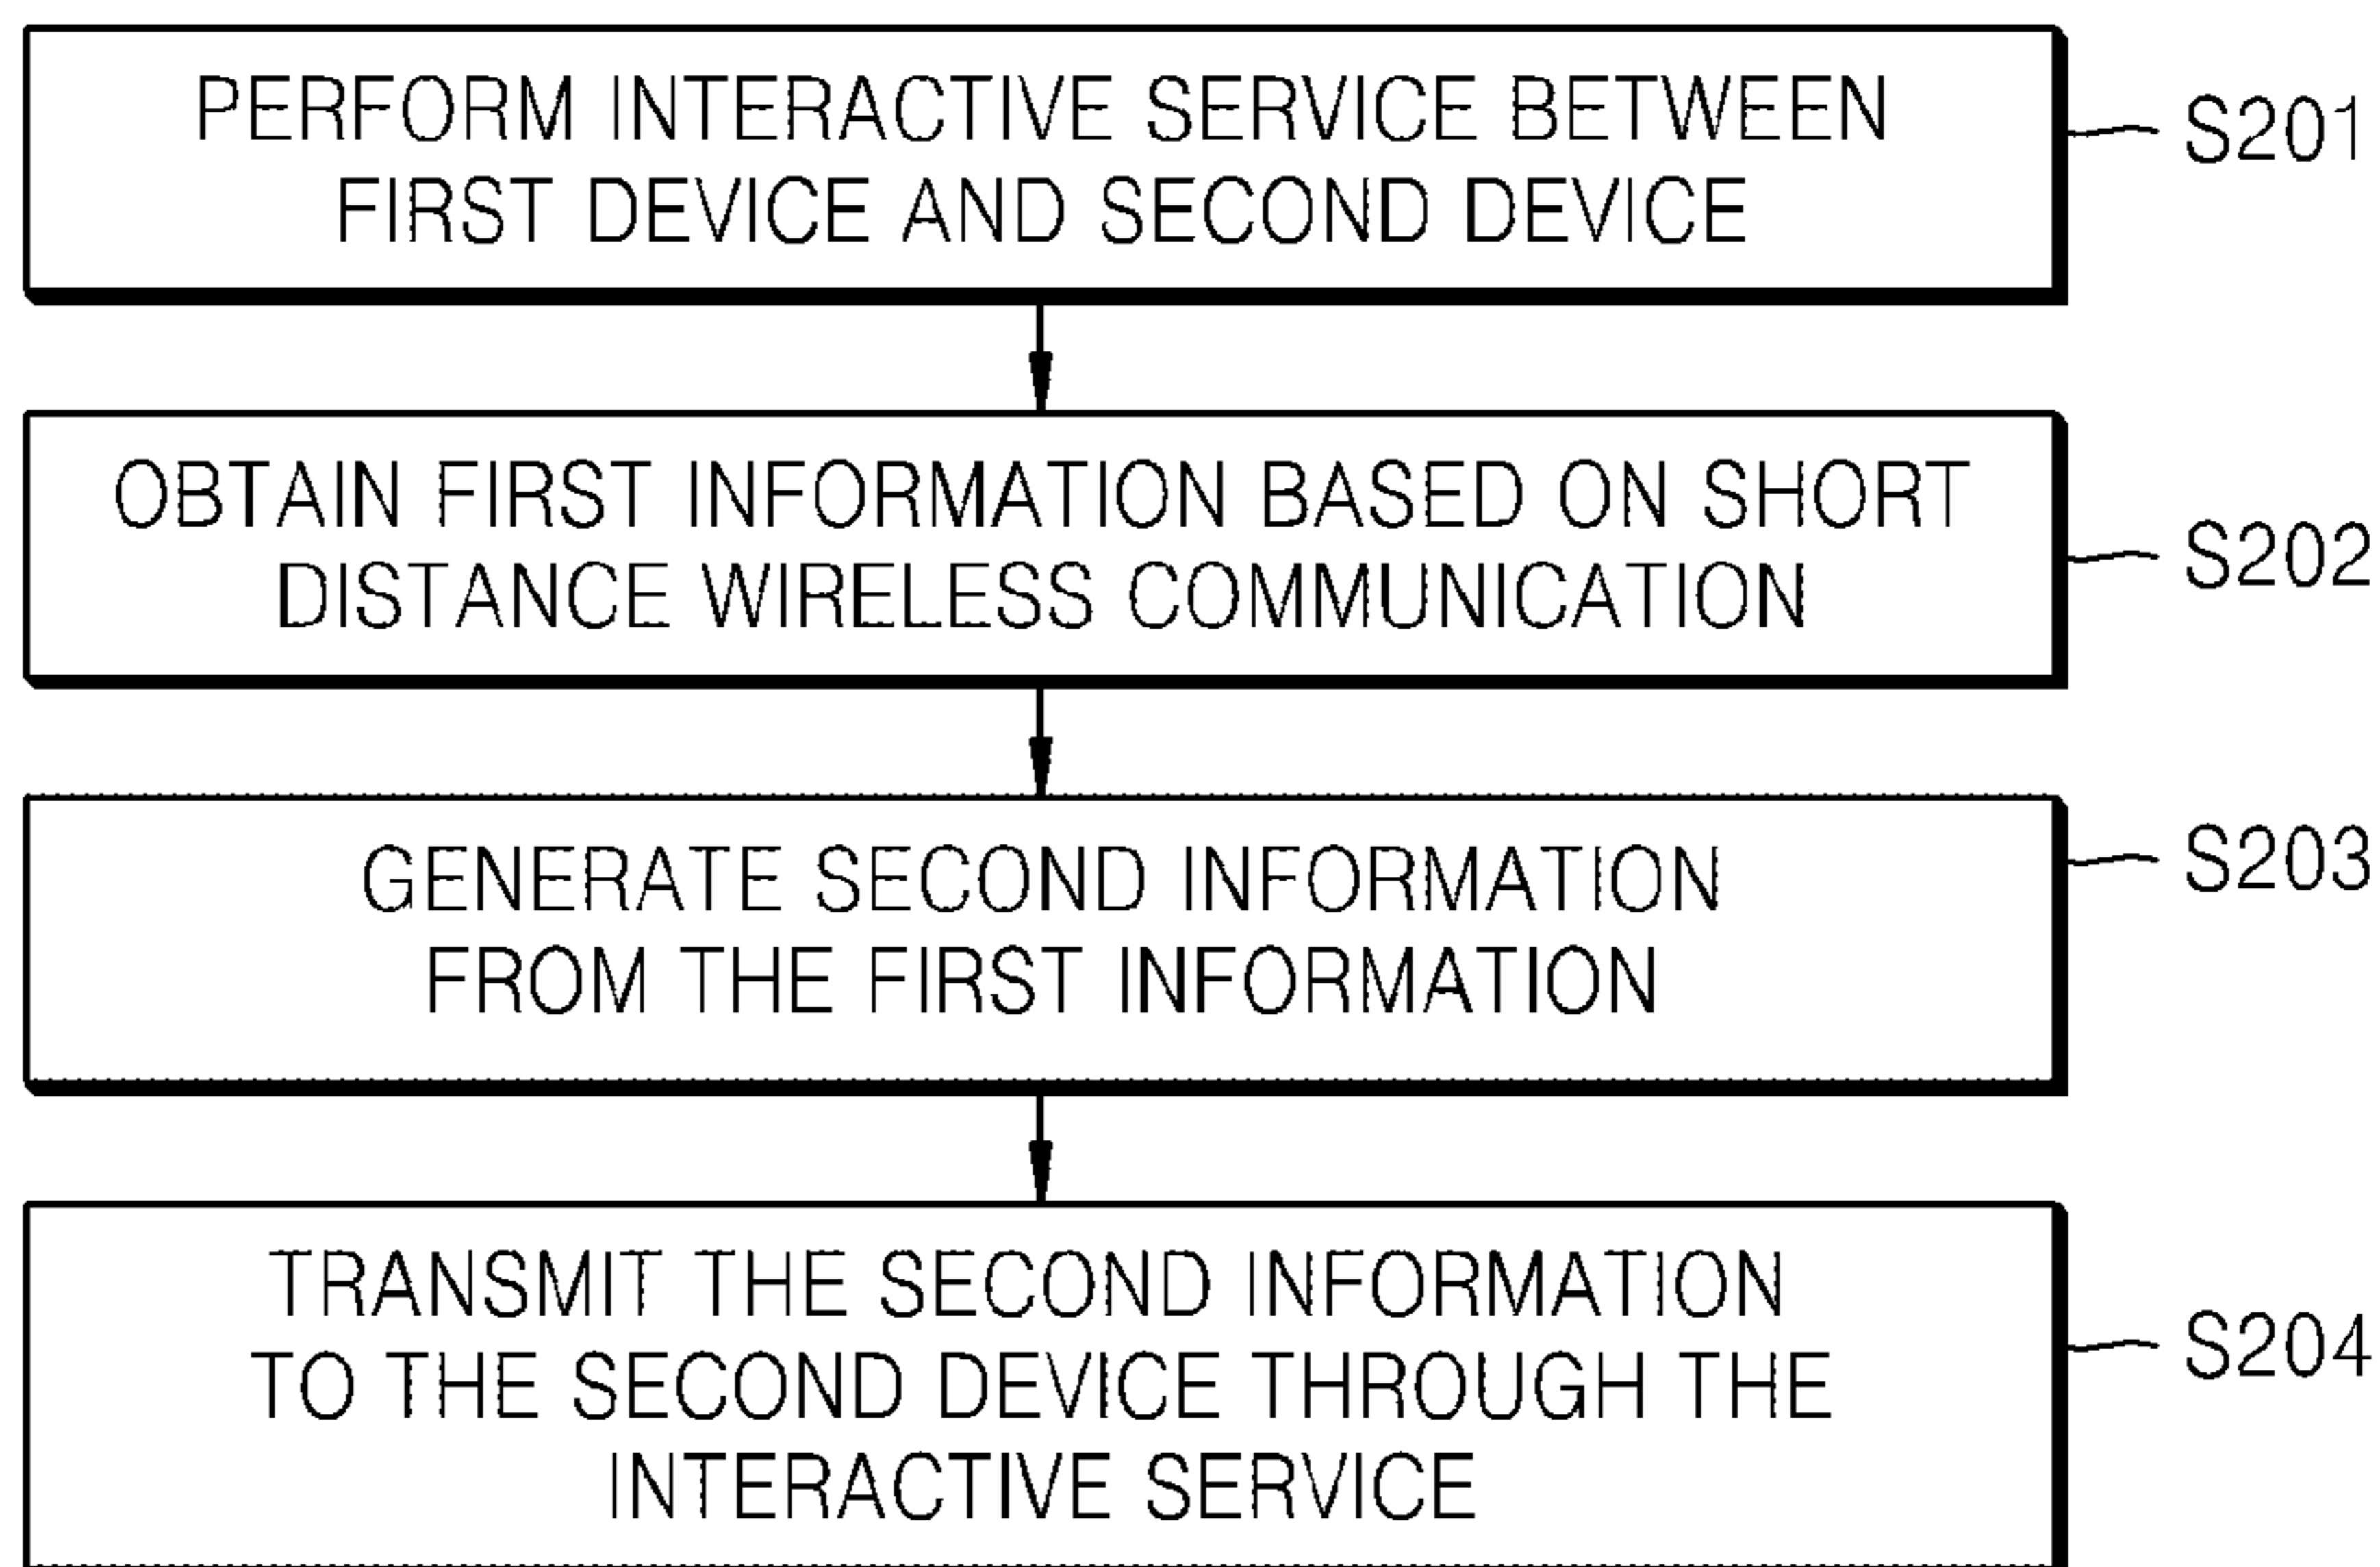 PERFORM INTERACTIVE SERVICE BETWEEN
FIRST DEVICE AND SECOND DEVICE
S201
OBTAIN FIRST INFORMATION BASED ON SHORT
DISTANCE WIRELESS COMMUNICATION
S202
GENERATE SECOND INFORMATION
FROM THE FIRST INFORMATION
S203
TRANSMIT THE SECOND INFORMATION
TO THE SECOND DEVICE THROUGH THE
INTERACTIVE SERVICE
S204